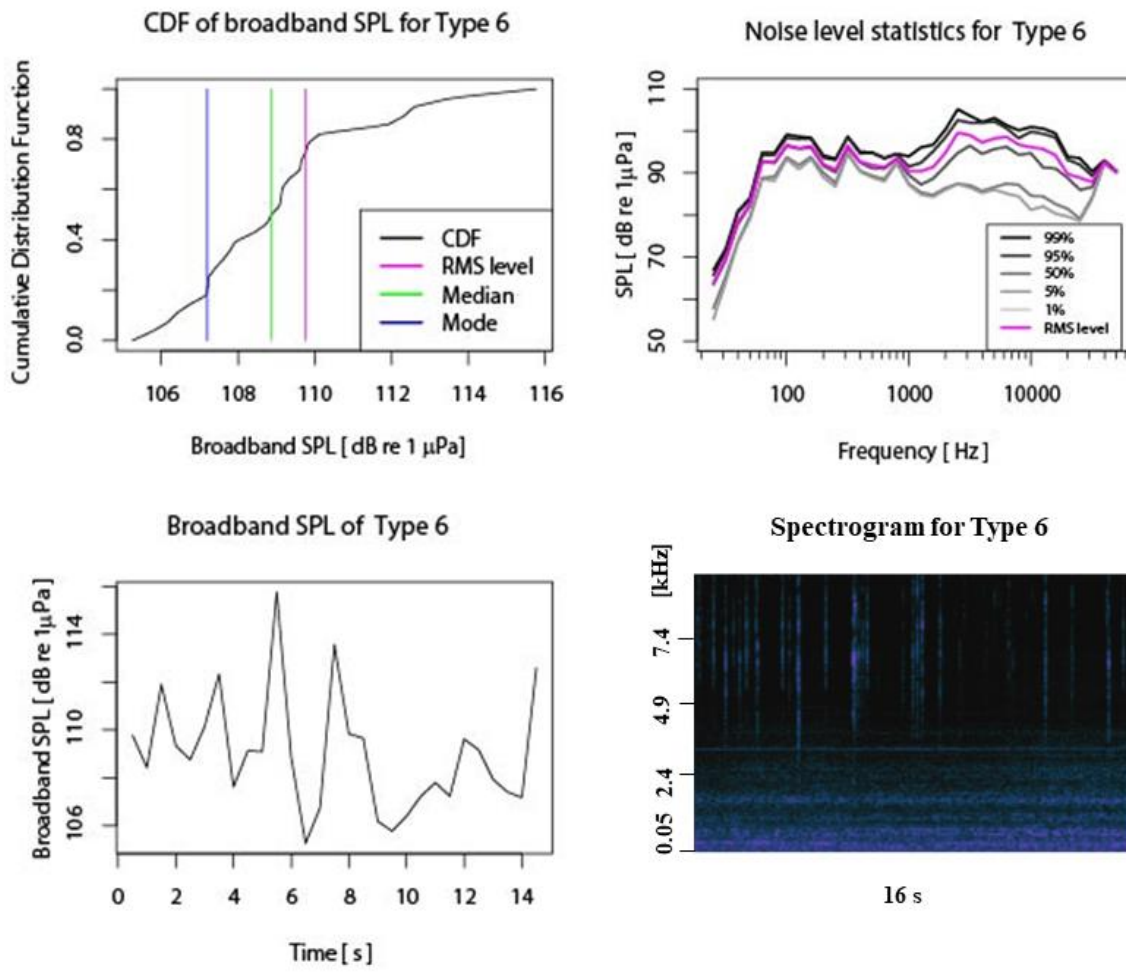 CDF of broadband SPL for Type 6
Cumulative Distribution Function
0.8
0.4
0.0
CDF
RMS level
Median
Mode
106 108 110 112 114 116
Broadband SPL [ dB re 1 μPa]
Noise level statistics for Type 6
SPL [ dB re 1μPa]
110
90
70
50
99%
95%
50%
5%
1%
RMS level
100 1000 10000
Frequency [ Hz ]
Broadband SPL of Type 6
Broadband SPL [ dB re 1μPa]
114
110
106
0 2 4 6 8 10 12 14
Time [ s ]
Spectrogram for Type 6
[kHz]
7.4
4.9
2.4
0.05
16 s